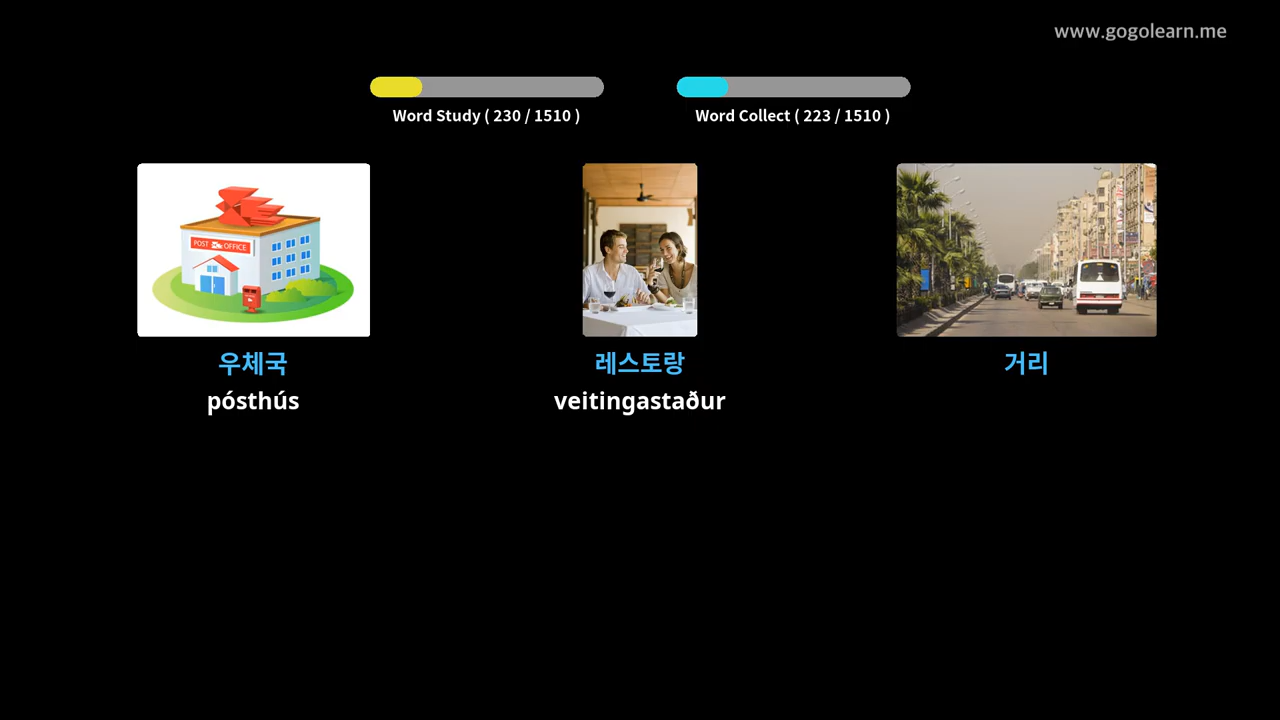 www.gogolearn.me
Word Study ( 230 / 1510 )
Word Collect ( 223 / 1510 )
POST OFFICE
우체국
레스토랑
거리
pósthús
veitingastaður